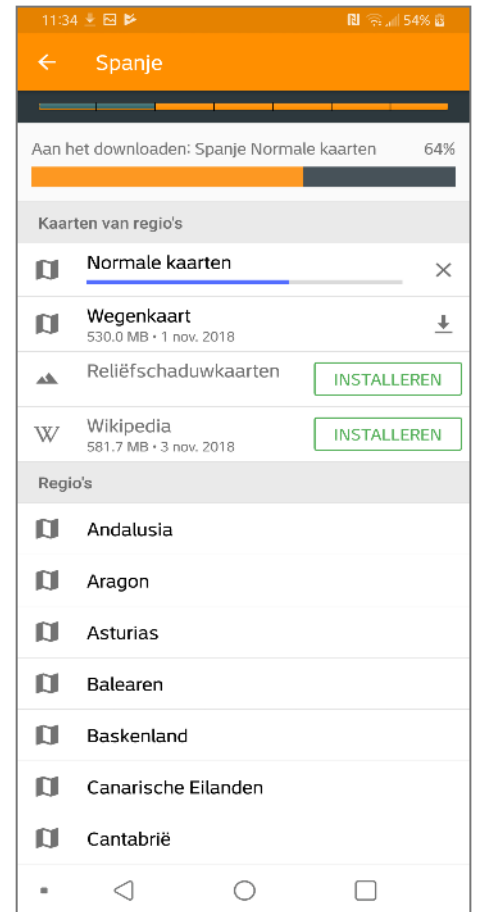 11:34 54%
Spanje
Aan het downloaden: Spanje Normale kaarten 64%
Kaarten van regio's
Normale kaarten
Wegenkaart
530.0 MB • 1 nov. 2018
Reliëfschaduwkaarten INSTALLEREN
Wikipedia INSTALLEREN
581.7 MB • 3 nov. 2018
Regio's
Andalusia
Aragon
Asturias
Balearen
Baskenland
Canarische Eilanden
Cantabrië